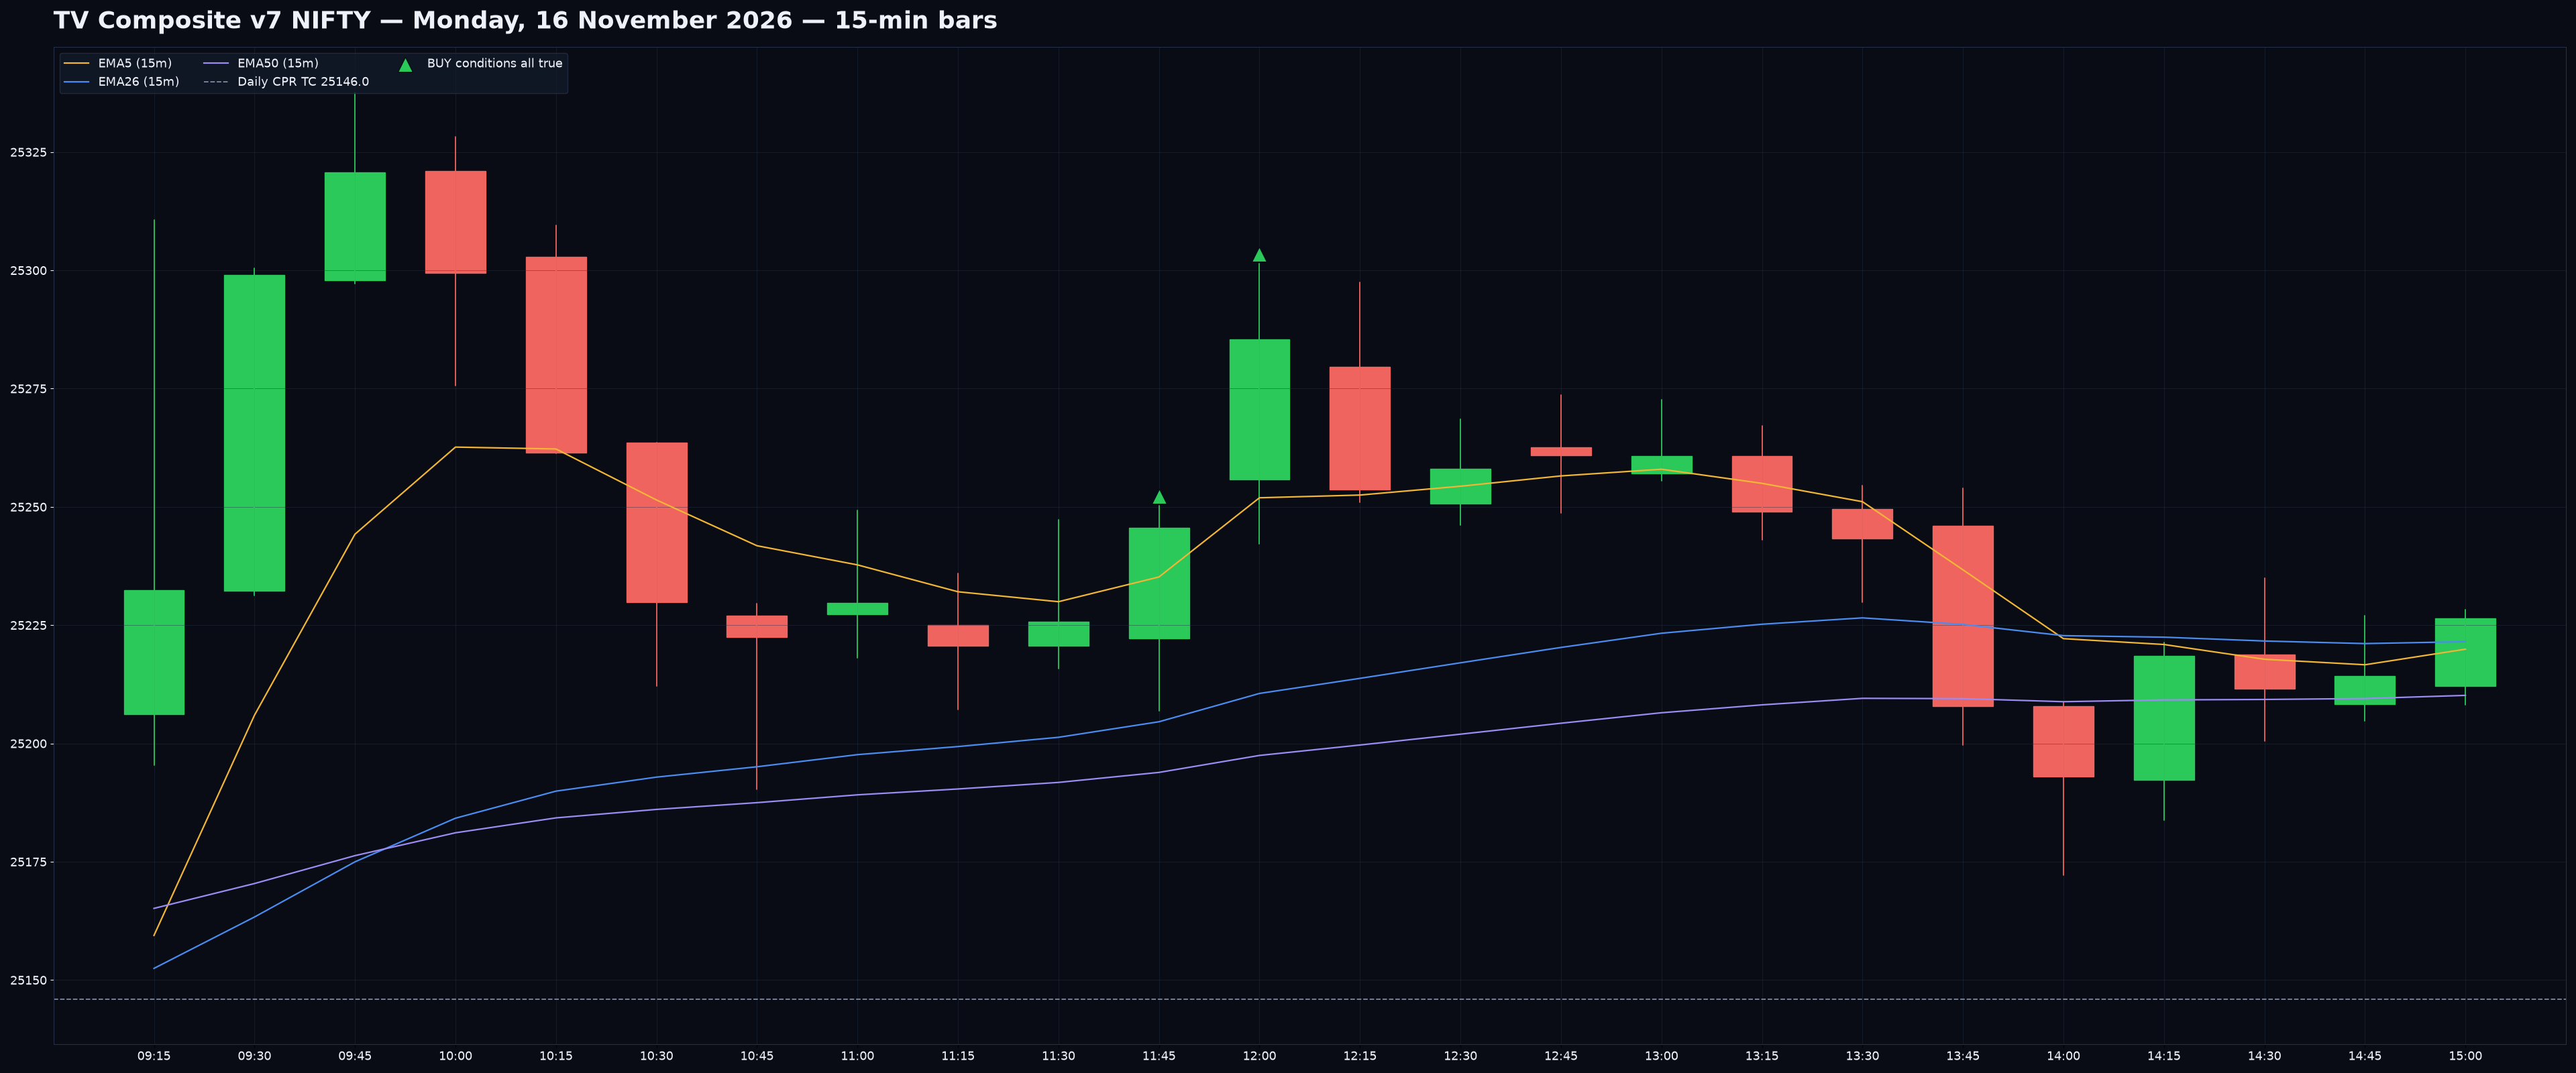 TV Composite v7 NIFTY — Monday, 16 November 2026 — 15-min bars
EMA5 (15m)
EMA26 (15m)
EMA50 (15m)
Daily CPR TC 25146.0
BUY conditions all true
25325
25300
25275
25250
25225
25200
25175
25150
09:15 09:30 09:45 10:00 10:15 10:30 10:45 11:00 11:15 11:30 11:45 12:00 12:15 12:30 12:45 13:00 13:15 13:30 13:45 14:00 14:15 14:30 14:45 15:00